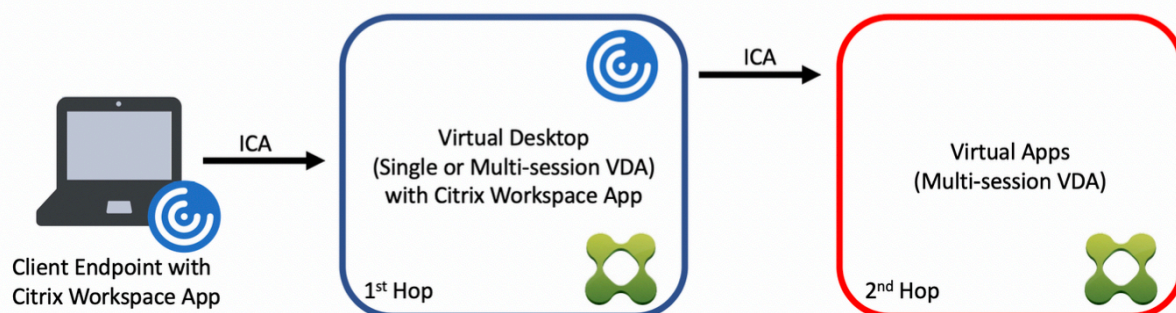 Client Endpoint with
Citrix Workspace App
ICA
Virtual Desktop
(Single or Multi-session VDA)
with Citrix Workspace App
1st Hop
ICA
Virtual Apps
(Multi-session VDA)
2nd Hop